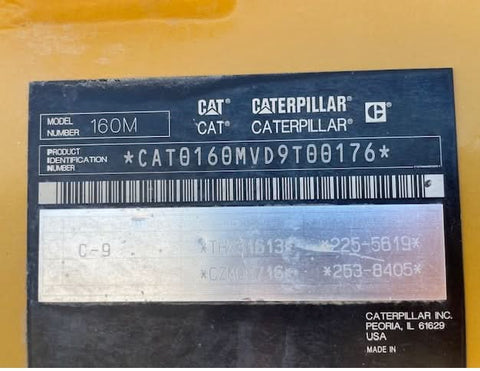 CAT® CATERPILLAR®
CAT® CATERPILLAR® C®
MODEL NUMBER 160M
PRODUCT IDENTIFICATION NUMBER *CAT0160MVD9T00176*
C-9 *225-5619*
*253-8405*
CATERPILLAR INC.
PEORIA, IL 61629
USA
MADE IN